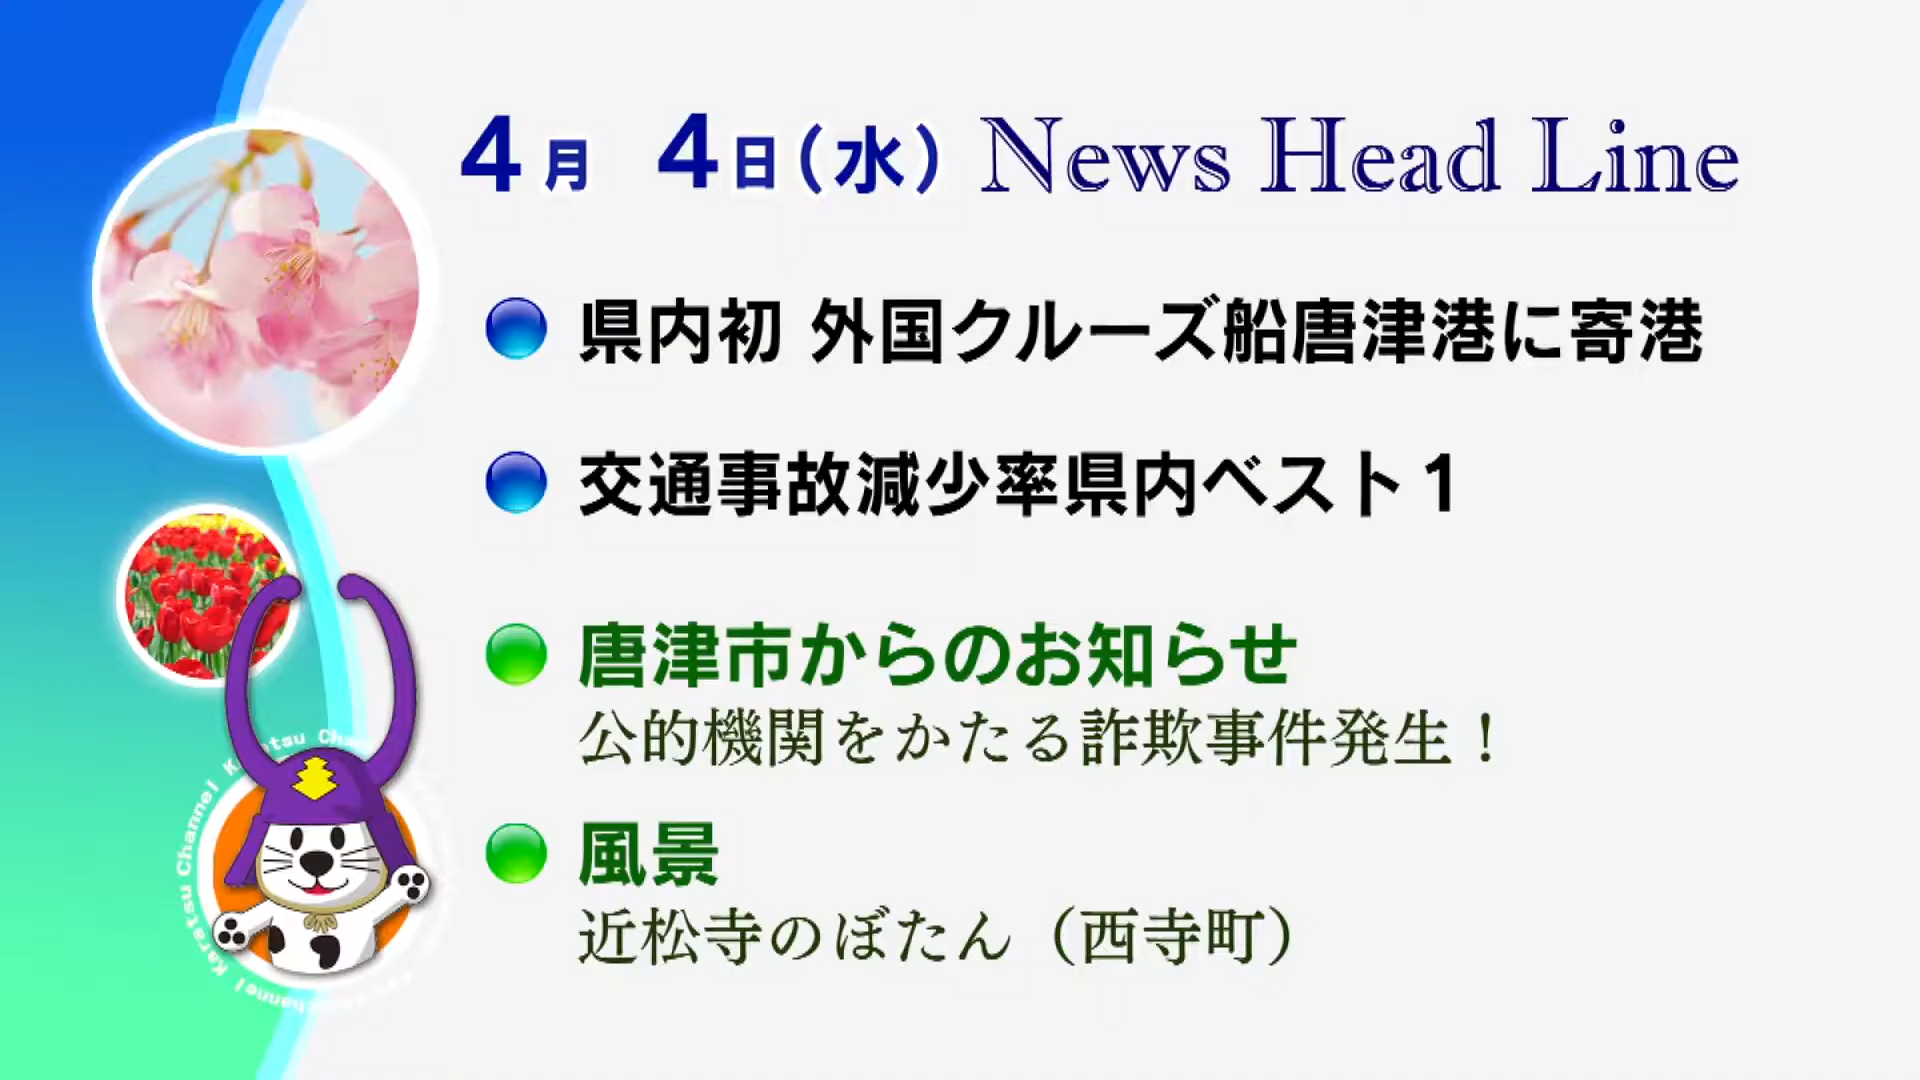 4月 4日(水) News Head Line
県内初 外国クルーズ船唐津港に寄港
交通事故減少率県内ベスト1
唐津市からのお知らせ
公的機関をかたる詐欺事件発生!
風景
近松寺のぼたん(西寺町)
Karatsu Channel